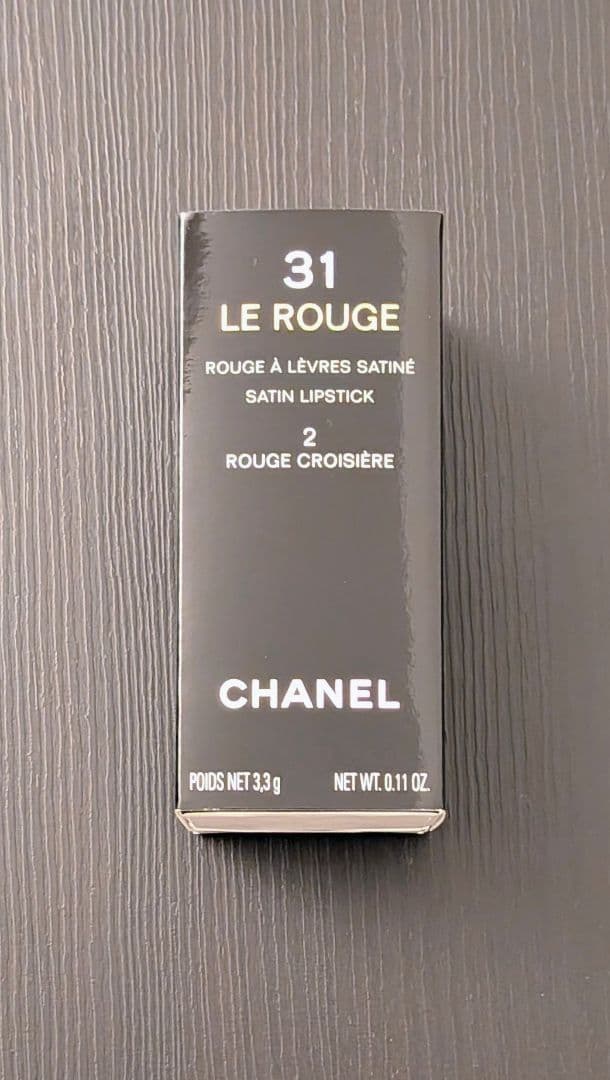 31
LE ROUGE
ROUGE À LÈVRES SATINÉ
SATIN LIPSTICK
2
ROUGE CROISIÈRE
CHANEL
POIDS NET 3,3 g NET WT. 0.11 OZ.